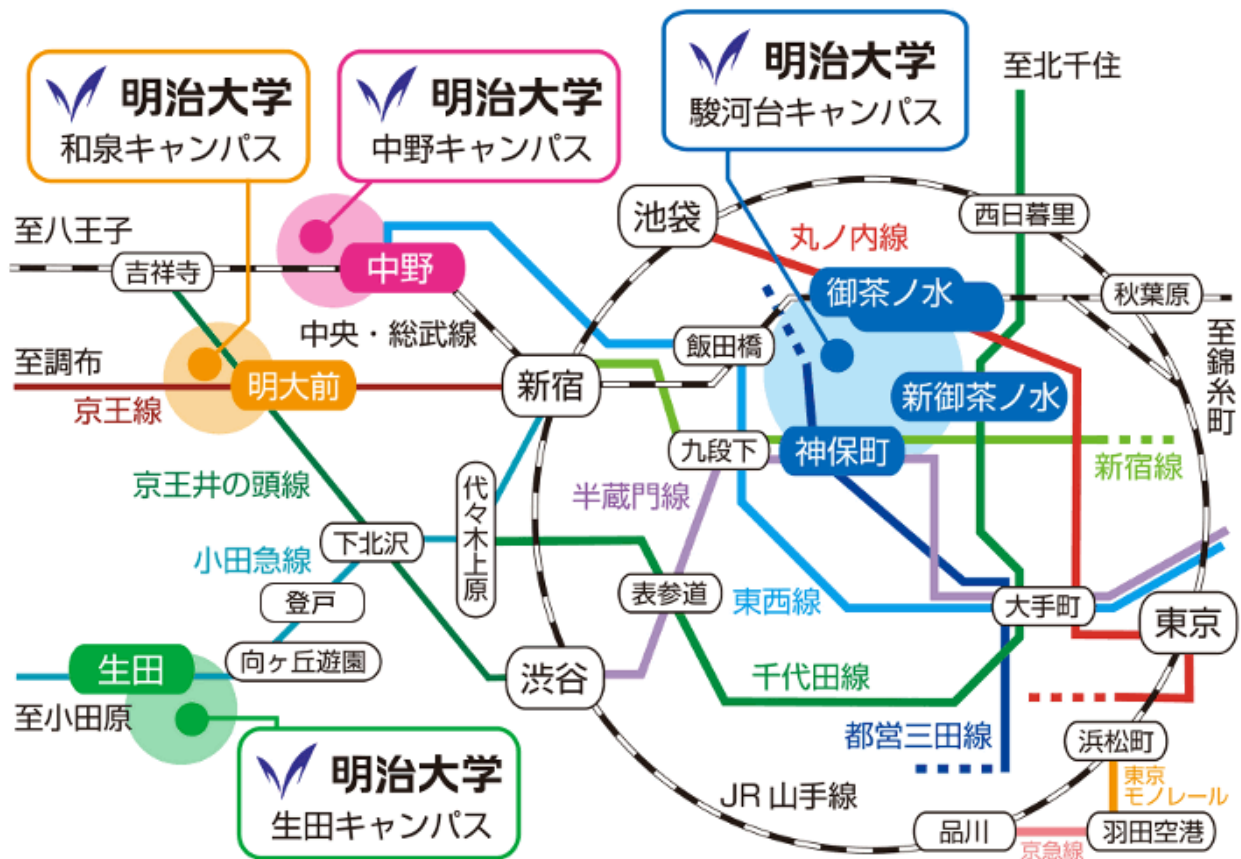 明治大学
和泉キャンパス
明治大学
中野キャンパス
明治大学
駿河台キャンパス
至北千住
至八王子
吉祥寺
中野
池袋
丸ノ内線
西日暮里
御茶ノ水
秋葉原
中央・総武線
飯田橋
至錦糸町
至調布
京王線
明大前
新宿
新御茶ノ水
九段下
神保町
新宿線
京王井の頭線
代々木上原
半蔵門線
小田急線
下北沢
登戸
表参道
東西線
大手町
東京
生田
向ヶ丘遊園
渋谷
千代田線
至小田原
都営三田線
浜松町
明治大学
生田キャンパス
JR 山手線
東京
モノレール
品川
京急線
羽田空港